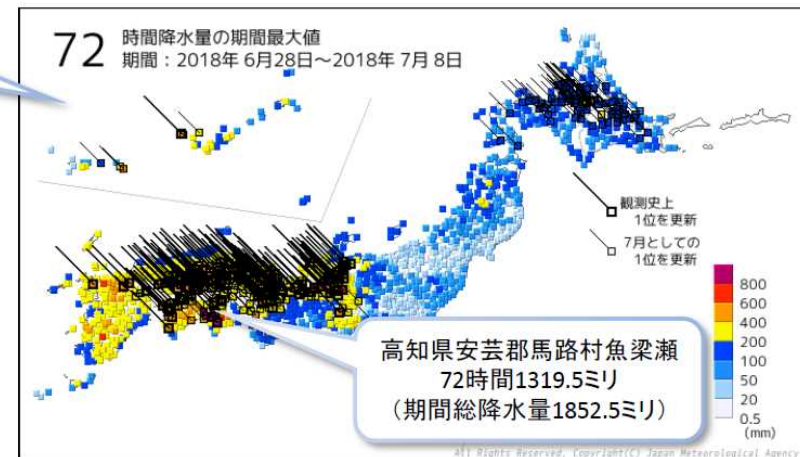 72
時間降水量の期間最大値
期間：2018年 6月28日～2018年 7月 8日
観測史上
1位を更新
7月としての
1位を更新
高知県安芸郡馬路村魚梁瀬
72時間1319.5ミリ
（期間総降水量1852.5ミリ）
800
600
400
200
100
50
20
0.5
(mm)
All Rights Reserved. Copyright(C) Japan Meteorological Agency